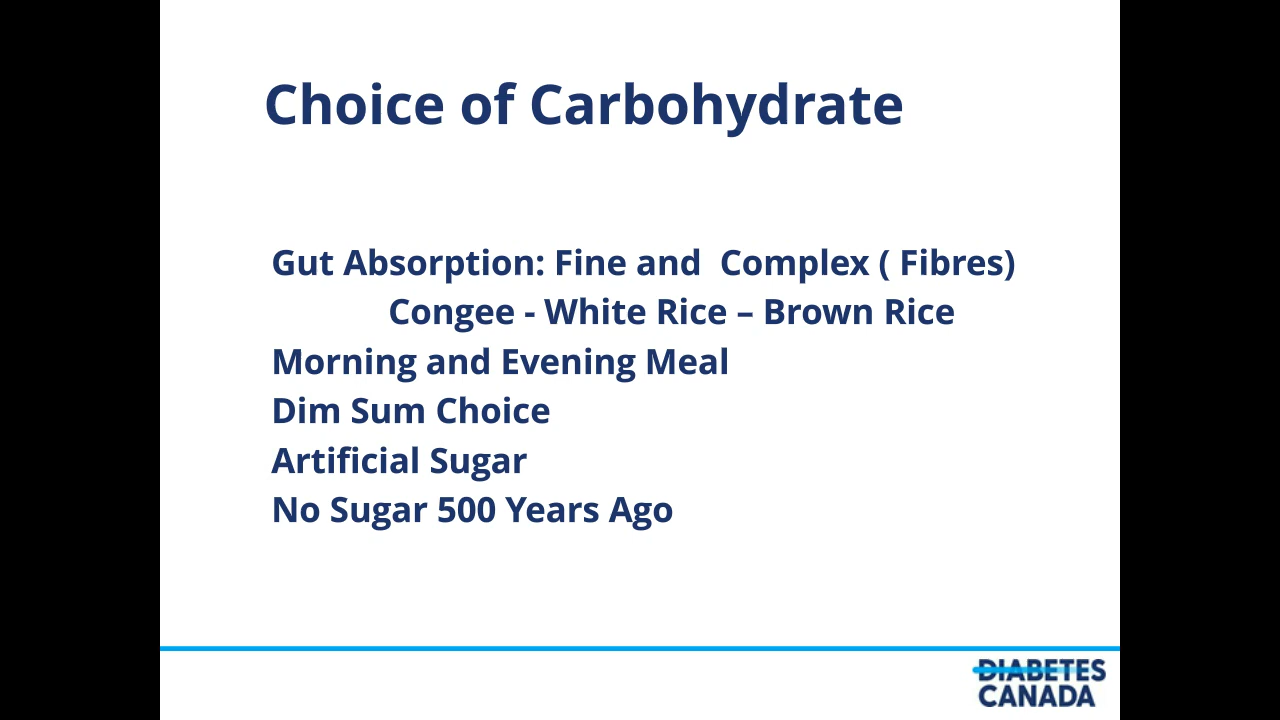 Choice of Carbohydrate
Gut Absorption: Fine and  Complex ( Fibres)
Congee - White Rice – Brown Rice
Morning and Evening Meal
Dim Sum Choice
Artificial Sugar
No Sugar 500 Years Ago
DIABETES
CANADA